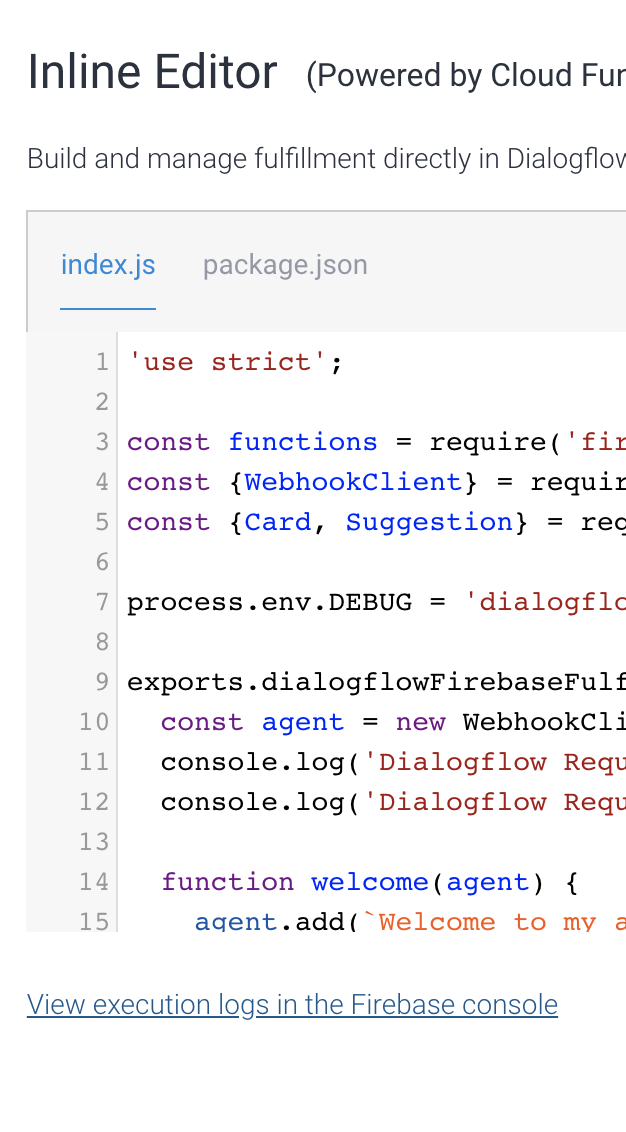 Inline Editor (Powered by Cloud Fun
Build and manage fulfillment directly in Dialogflow
index.js package.json
1 'use strict';
2
3 const functions = require('fir
4 const {WebhookClient} = requir
5 const {Card, Suggestion} = req
6
7 process.env.DEBUG = 'dialogflo
8
9 exports.dialogflowFirebaseFulf
10 const agent = new WebhookCli
11 console.log('Dialogflow Requ
12 console.log('Dialogflow Requ
13
14 function welcome(agent) {
15 agent.add(`Welcome to my a
View execution logs in the Firebase console